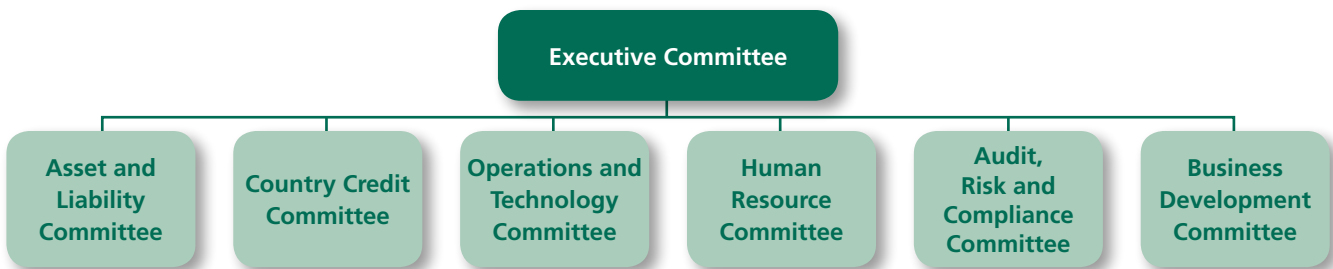 Executive Committee
Asset and
Liability
Committee
Country Credit
Committee
Operations and
Technology
Committee
Human
Resource
Committee
Audit,
Risk and
Compliance
Committee
Business
Development
Committee